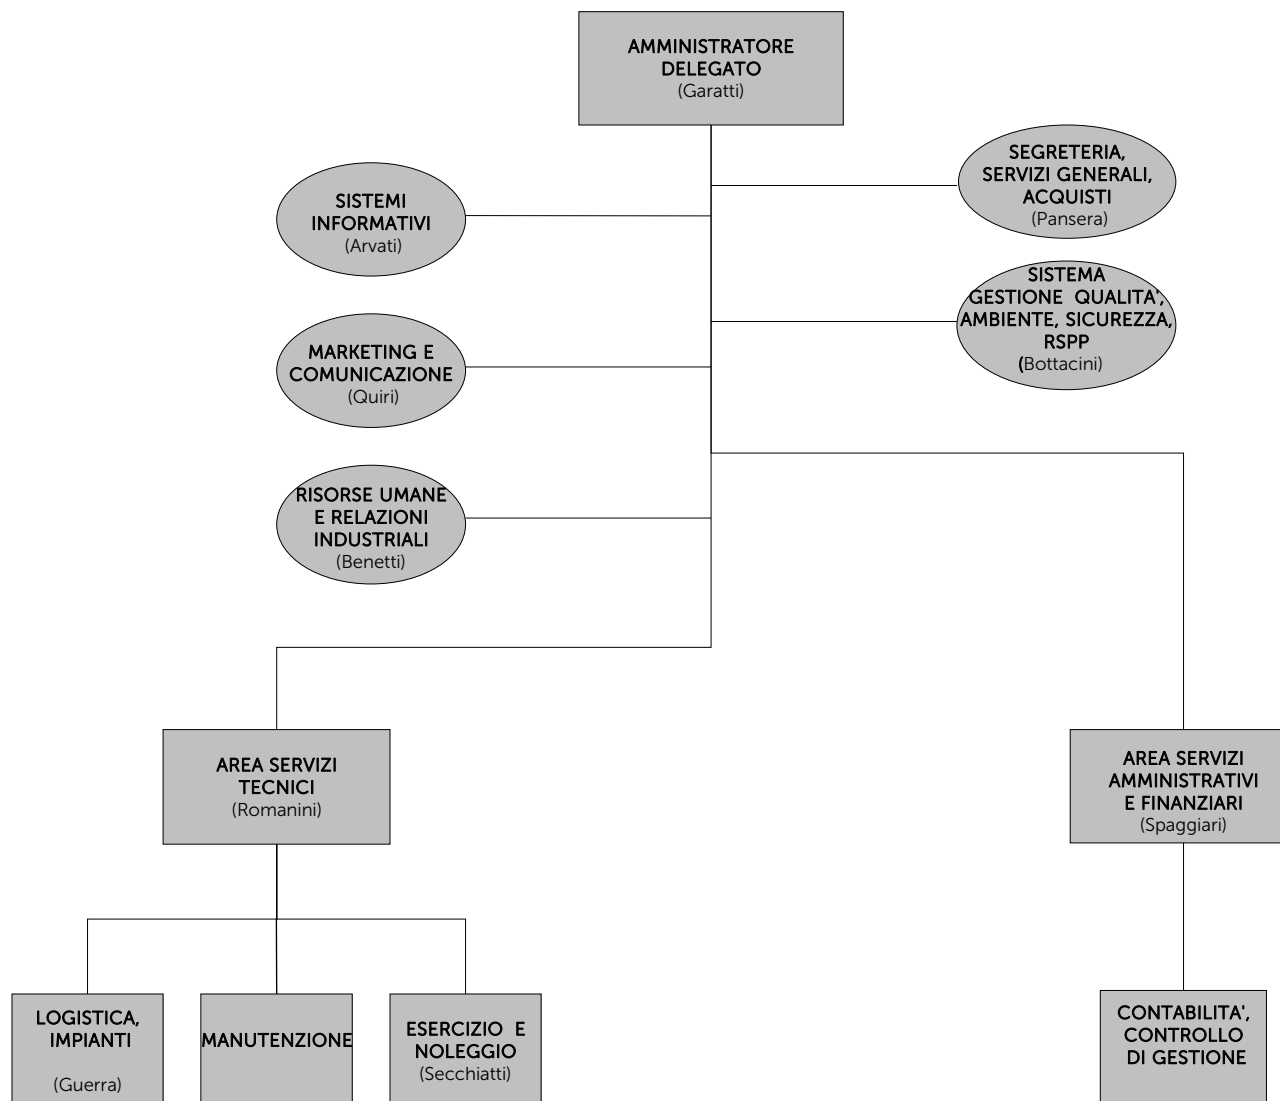 AMMINISTRATORE
DELEGATO
(Garatti)
SEGRETERIA,
SERVIZI GENERALI,
ACQUISTI
(Pansera)
SISTEMI
INFORMATIVI
(Arvati)
SISTEMA
GESTIONE QUALITA',
AMBIENTE, SICUREZZA,
RSPP
(Bottacini)
MARKETING E
COMUNICAZIONE
(Quiri)
RISORSE UMANE
E RELAZIONI
INDUSTRIALI
(Benetti)
AREA SERVIZI
TECNICI
(Romanini)
AREA SERVIZI
AMMINISTRATIVI
E FINANZIARI
(Spaggiari)
LOGISTICA,
IMPIANTI
(Guerra)
MANUTENZIONE
ESERCIZIO E
NOLEGGIO
(Secchiatti)
CONTABILITA',
CONTROLLO
DI GESTIONE